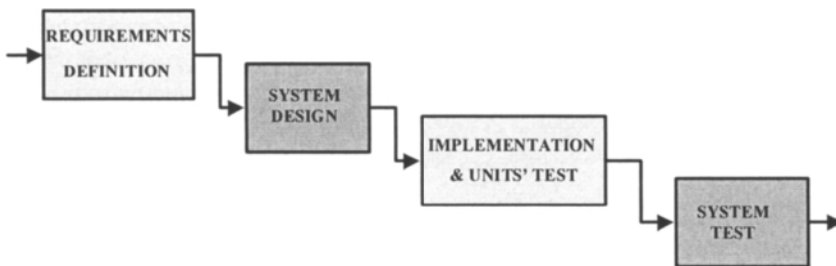 REQUIREMENTS
DEFINITION
SYSTEM
DESIGN
IMPLEMENTATION
& UNITS’ TEST
SYSTEM
TEST